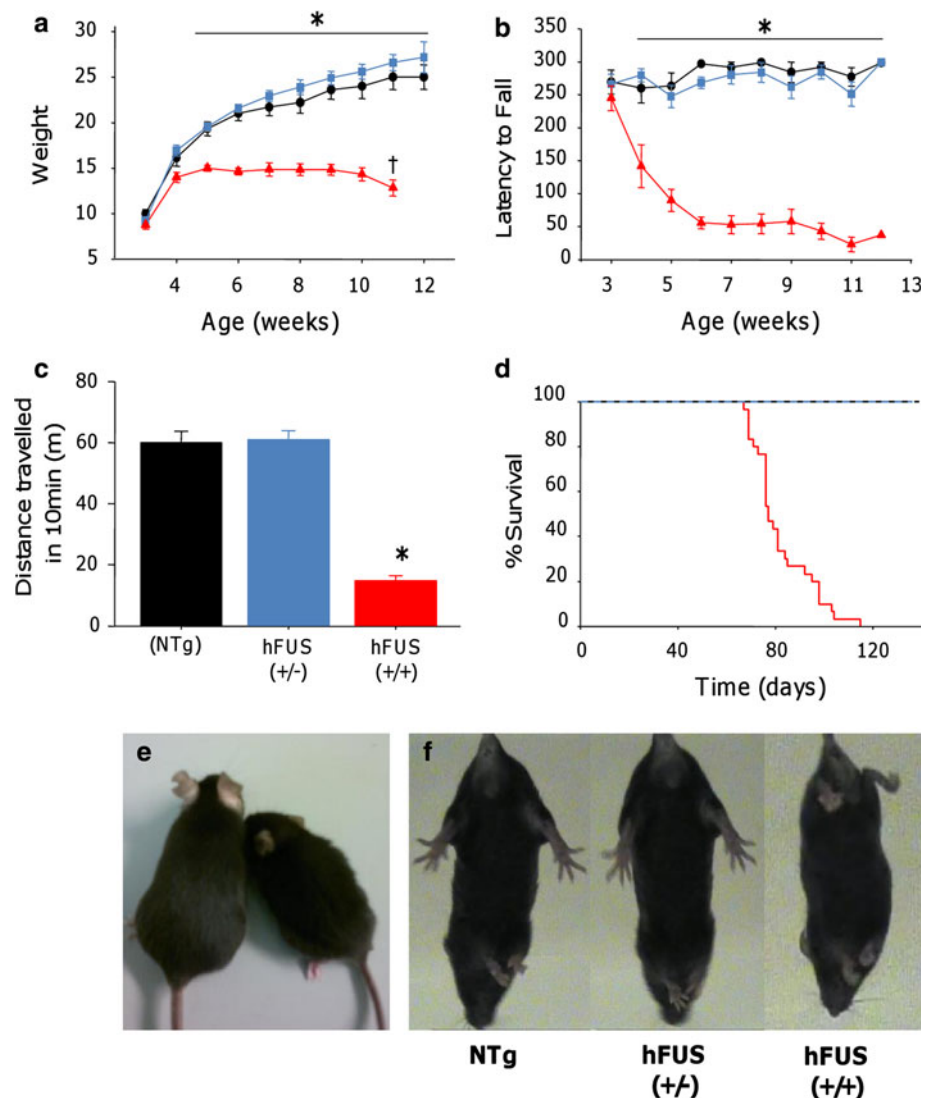 a
*
Weight
30
25
20
15
10
5
†
4 6 8 10 12
Age (weeks)
b
*
Latency to Fall
350
300
250
200
150
100
50
0
3 5 7 9 11 13
Age (weeks)
c
Distance travelled
in 10min (m)
80
60
40
20
0
*
(NTg) hFUS hFUS
(+/-) (+/+)
d
% Survival
100
80
60
40
20
0
0 40 80 120
Time (days)
e
f
NTg hFUS hFUS
(+/-) (+/+)